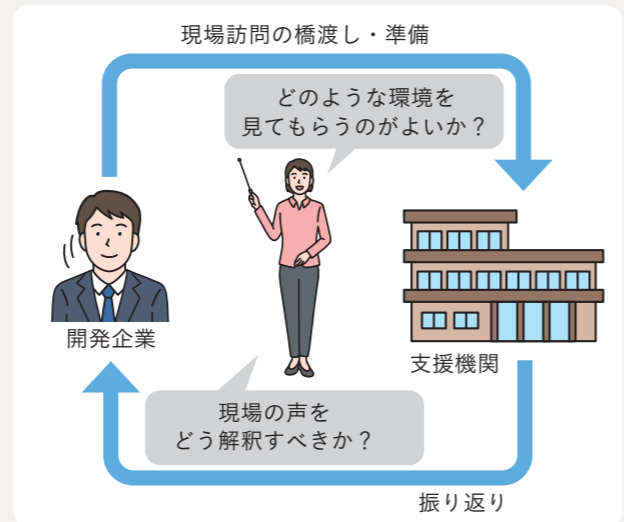 現場訪問の橋渡し・準備
どのような環境を
見てもらうのがよいか？
開発企業
支援機関
現場の声を
どう解釈すべきか？
振り返り